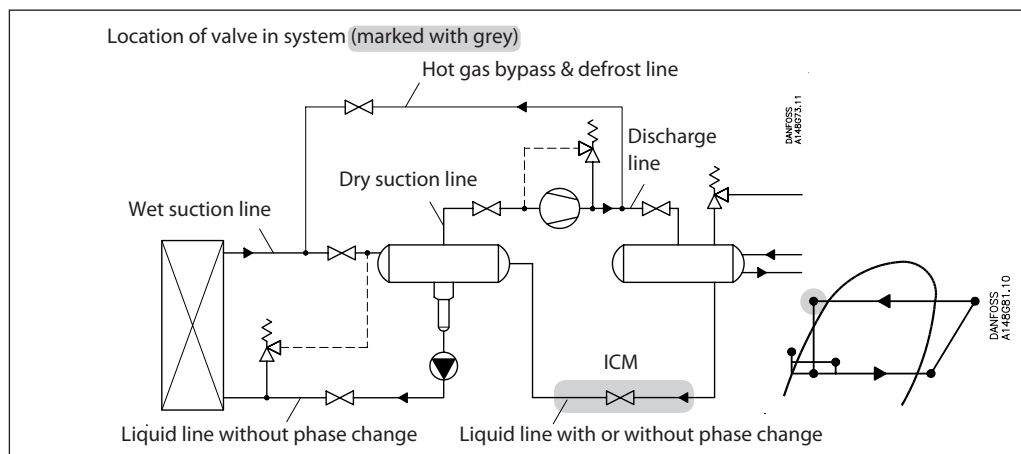 Location of valve in system (marked with grey)
Hot gas bypass & defrost line
DANFOSS
A148G73.11
Discharge
line
Dry suction line
Wet suction line
DANFOSS
A148G81.10
ICM
Liquid line without phase change
Liquid line with or without phase change